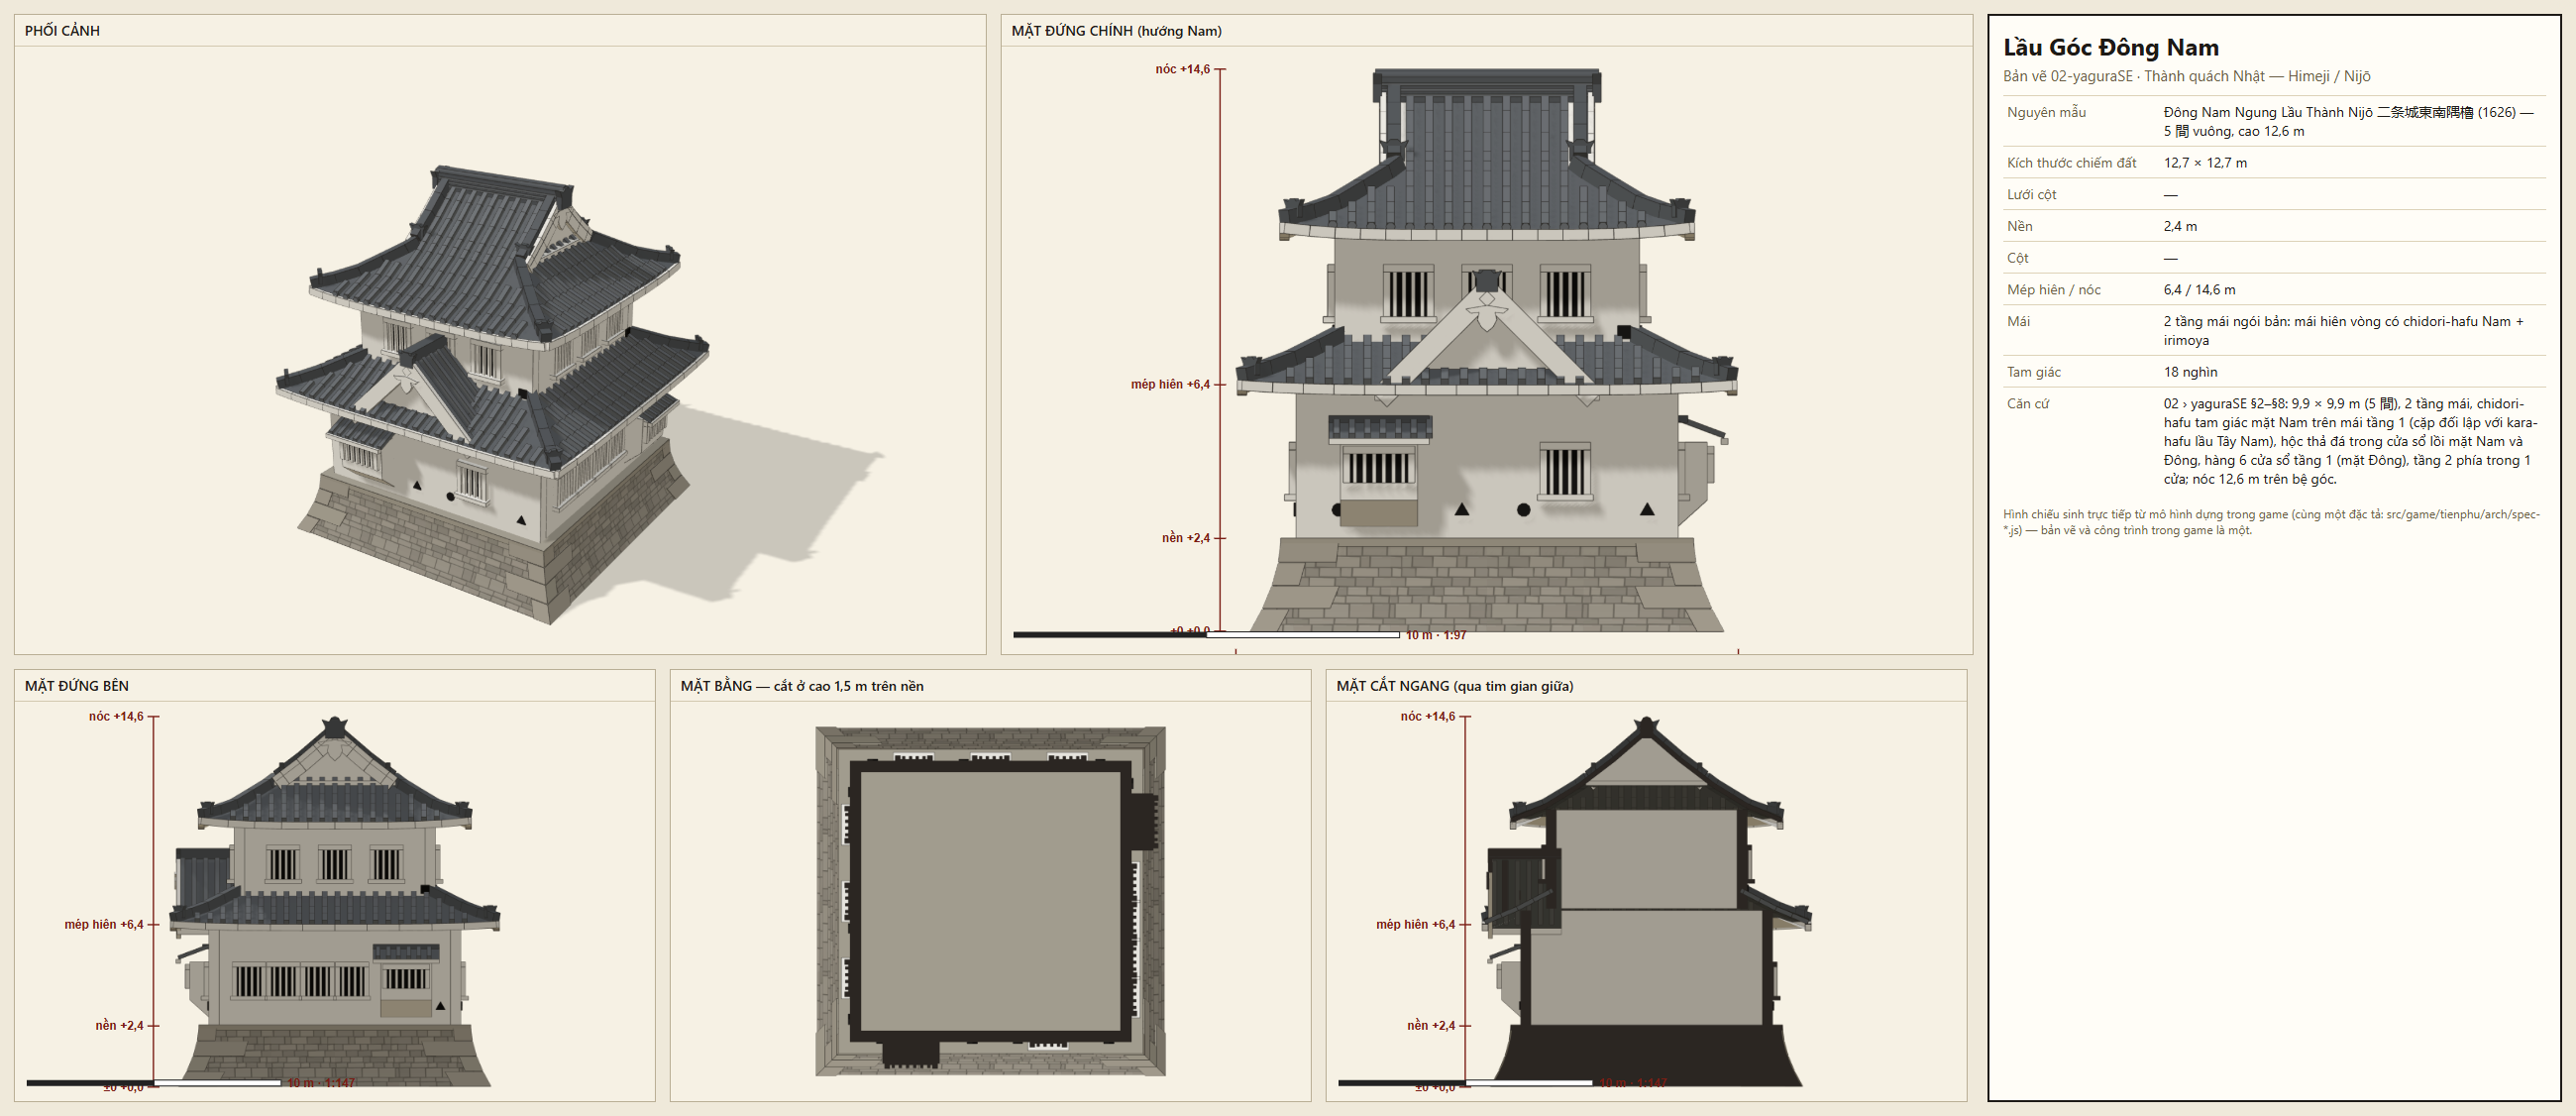 PHỐI CẢNH
MẶT ĐỨNG CHÍNH (hướng Nam)
nóc +14,6
mép hiên +6,4
nền +2,4
±0 +0,0
10 m · 1:97
MẶT ĐỨNG BÊN
nóc +14,6
mép hiên +6,4
nền +2,4
±0 +0,0
10 m · 1:147
MẶT BẰNG — cắt ở cao 1,5 m trên nền
MẶT CẮT NGANG (qua tim gian giữa)
nóc +14,6
mép hiên +6,4
nền +2,4
±0 +0,0
10 m · 1:147
Lầu Góc Đông Nam
Bản vẽ 02-yaguraSE · Thành quách Nhật — Himeji / Nijō
Nguyên mẫu
Đông Nam Ngung Lầu Thành Nijō 二条城東南隅櫓 (1626) —
5 間 vuông, cao 12,6 m
Kích thước chiếm đất
12,7 × 12,7 m
Lưới cột
—
Nền
2,4 m
Cột
—
Mép hiên / nóc
6,4 / 14,6 m
Mái
2 tầng mái ngói bản: mái hiên vòng có chidori-hafu Nam +
irimoya
Tam giác
18 nghìn
Căn cứ
02 › yaguraSE §2–§8: 9,9 × 9,9 m (5 間), 2 tầng mái, chidori-
hafu tam giác mặt Nam trên mái tầng 1 (cặp đối lập với kara-
hafu lầu Tây Nam), hộc thả đá trong cửa sổ lồi mặt Nam và
Đông, hàng 6 cửa sổ tầng 1 (mặt Đông), tầng 2 phía trong 1
cửa; nóc 12,6 m trên bệ góc.
Hình chiếu sinh trực tiếp từ mô hình dựng trong game (cùng một đặc tả: src/game/tienphu/arch/spec-
*.js) — bản vẽ và công trình trong game là một.